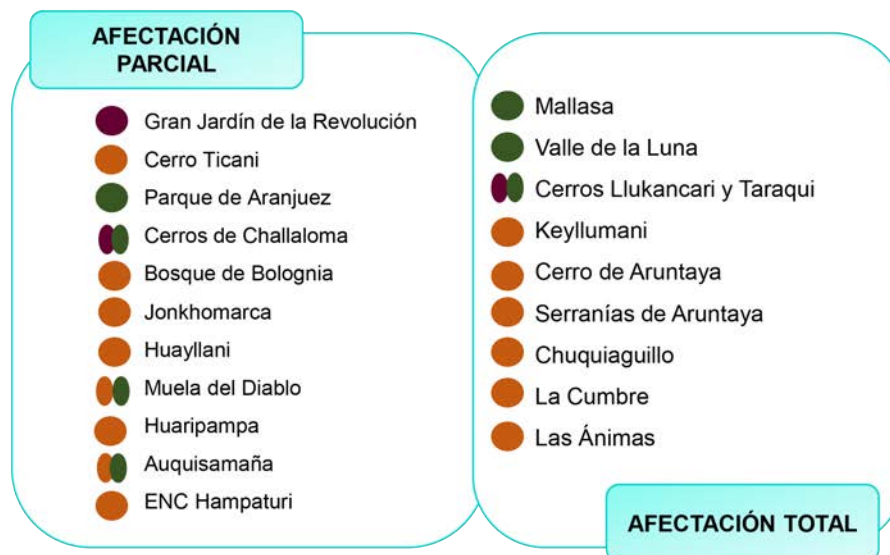 AFECTACIÓN
PARCIAL
Gran Jardín de la Revolución
Cerro Ticani
Parque de Aranjuez
Cerros de Challaloma
Bosque de Bolognia
Jonkhomarca
Huayllani
Muela del Diablo
Huaripampa
Auquisamaña
ENC Hampaturi
Mallasa
Valle de la Luna
Cerros Llukancari y Taraqui
Keyllumani
Cerro de Aruntaya
Serranías de Aruntaya
Chuquiaguillo
La Cumbre
Las Ánimas
AFECTACIÓN TOTAL